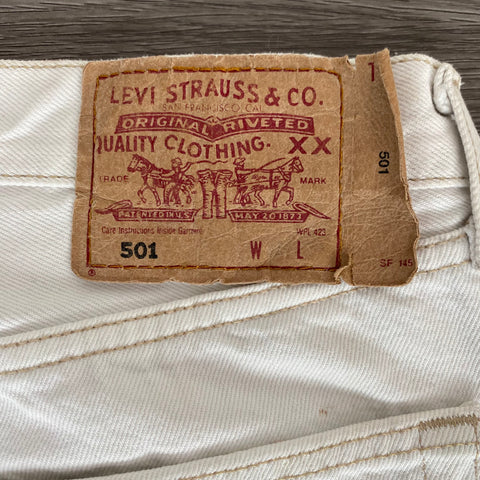 LEVI STRAUSS & CO.
SAN FRANCISCO CAL
ORIGINAL RIVETED
QUALITY CLOTHING. XX
TRADE MARK
PATENTED IN U.S. MAY 20 1873
Care Instructions Inside Garment WPL 423
501 W L
®
1
501
SF 145